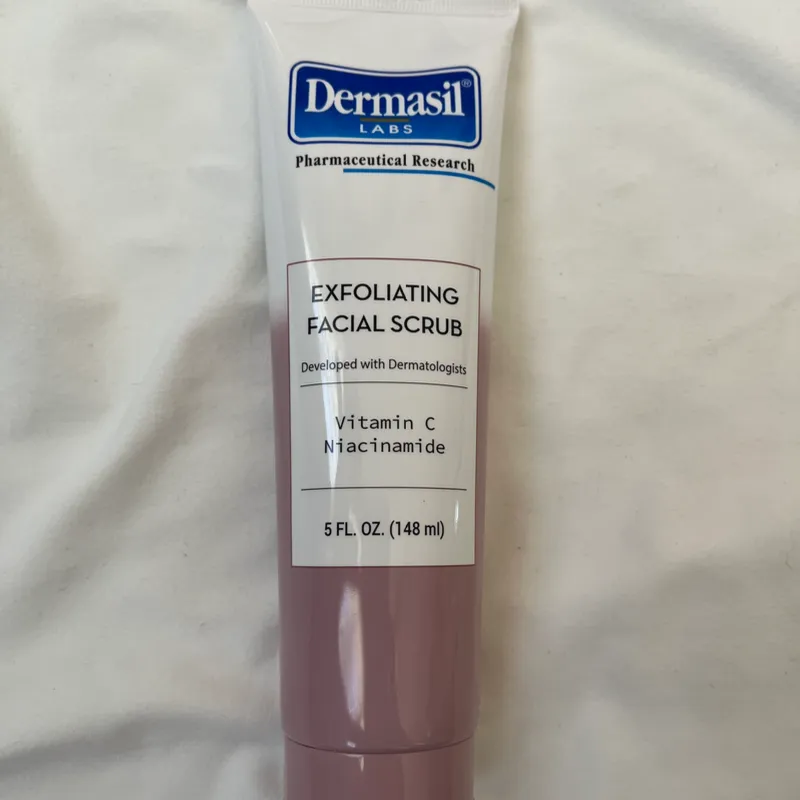 Dermasil®
LABS
Pharmaceutical Research
EXFOLIATING
FACIAL SCRUB
Developed with Dermatologists
Vitamin C
Niacinamide
5 FL. OZ. (148 ml)